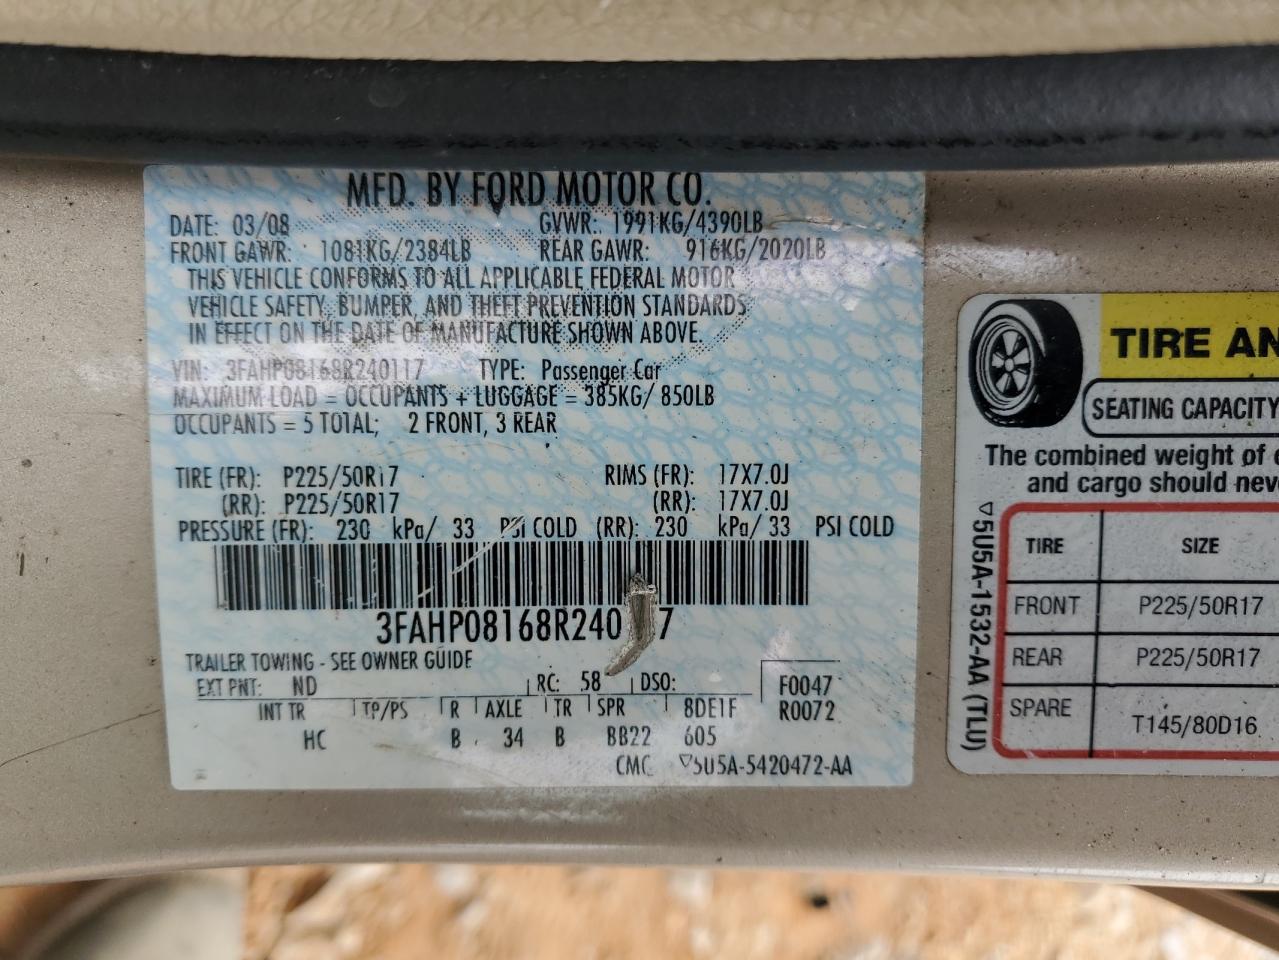 MFD. BY FORD MOTOR CO.
DATE: 03/08 GVWR: 1991KG/4390LB
FRONT GAWR: 1081KG/2384LB REAR GAWR: 916KG/2020LB
THIS VEHICLE CONFORMS TO ALL APPLICABLE FEDERAL MOTOR
VEHICLE SAFETY, BUMPER, AND THEFT PREVENTION STANDARDS
IN EFFECT ON THE DATE OF MANUFACTURE SHOWN ABOVE.
VIN: 3FAHP08168R240117 TYPE: Passenger Car
MAXIMUM LOAD = OCCUPANTS + LUGGAGE = 385KG/ 850LB
OCCUPANTS = 5 TOTAL; 2 FRONT, 3 REAR
TIRE (FR): P225/50R17 RIMS (FR): 17X7.0J
(RR): P225/50R17 (RR): 17X7.0J
PRESSURE (FR): 230 kPa/ 33 PSI COLD (RR): 230 kPa/ 33 PSI COLD
3FAHP08168R240 7
TRAILER TOWING - SEE OWNER GUIDE
EXT PNT: ND RC: 58 DSO: F0047
INT TR TP/PS R AXLE TR SPR 8DE1F R0072
HC B 34 B BB22 605
CMC ▽5U5A-5420472-AA
TIRE AN
SEATING CAPACITY
The combined weight of
and cargo should nev
TIRE SIZE
FRONT P225/50R17
REAR P225/50R17
SPARE T145/80D16
▽5U5A-1532-AA (TLU)